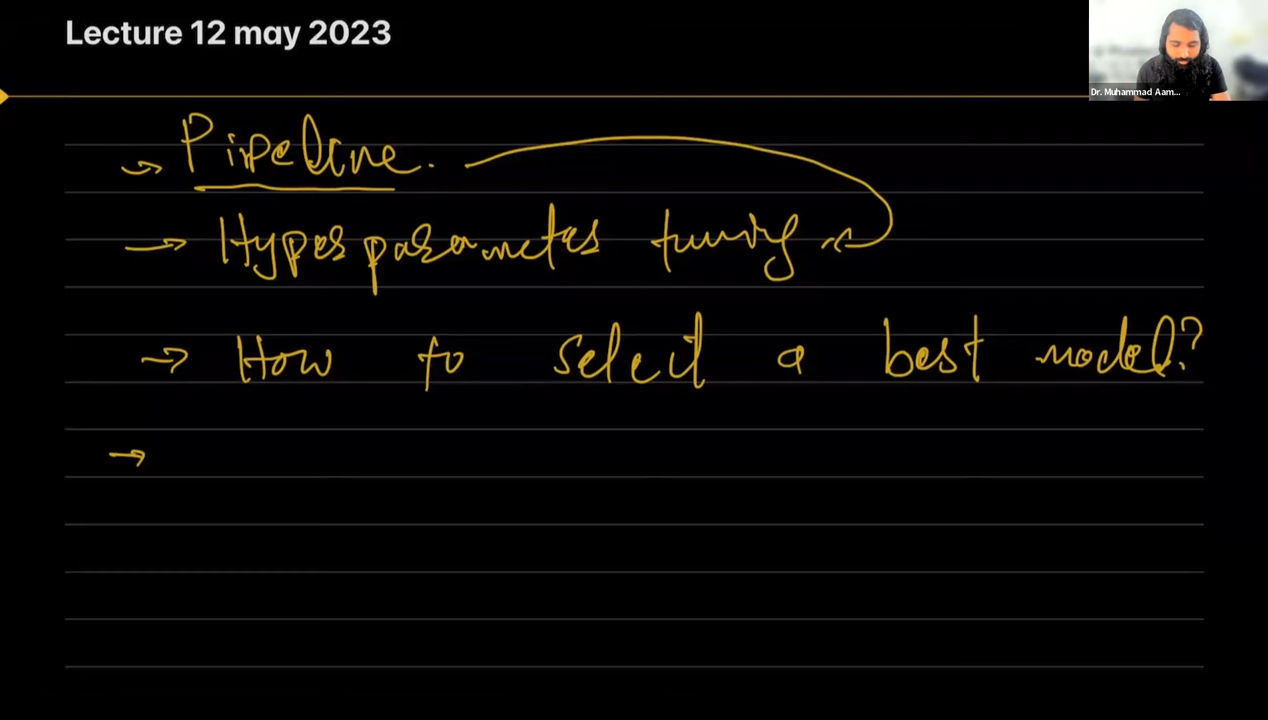 Lecture 12 may 2023
Dr. Muhammad Aam...
→ Pipeline.
→ Hyperparameter tuning
→ How to select a best model?
→